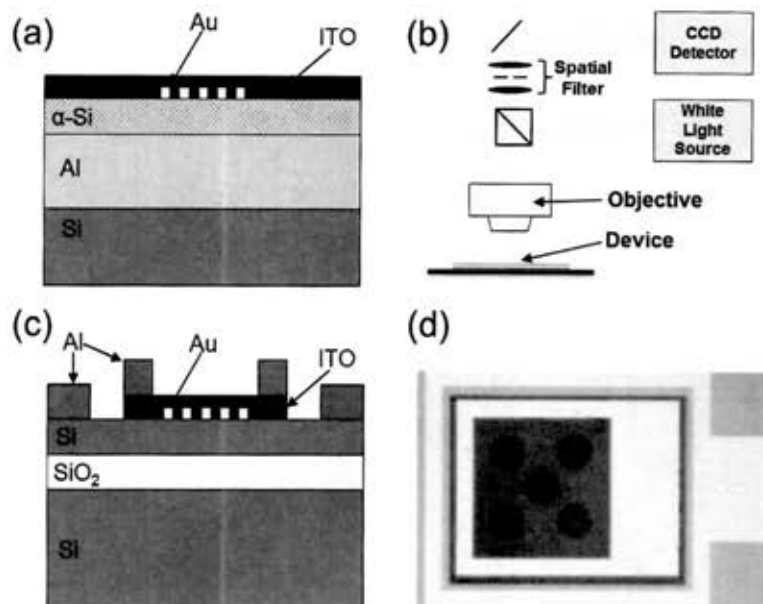 (a)
Au
ITO
α-Si
Al
Si
(b)
CCD
Detector
Spatial
Filter
White
Light
Source
Objective
Device
(c)
Al
Au
ITO
Si
SiO₂
Si
(d)